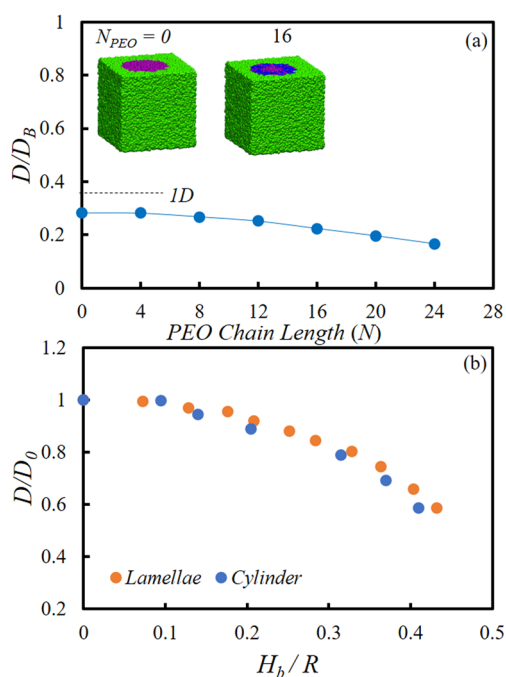 N_PEO = 0
16
(a)
1
0.8
0.6
0.4
0.2
0
D/D_B
1D
0 4 8 12 16 20 24 28
PEO Chain Length (N)
(b)
1.2
1
0.8
0.6
0.4
0.2
D/D_0
Lamellae Cylinder
0 0.1 0.2 0.3 0.4 0.5
H_b / R